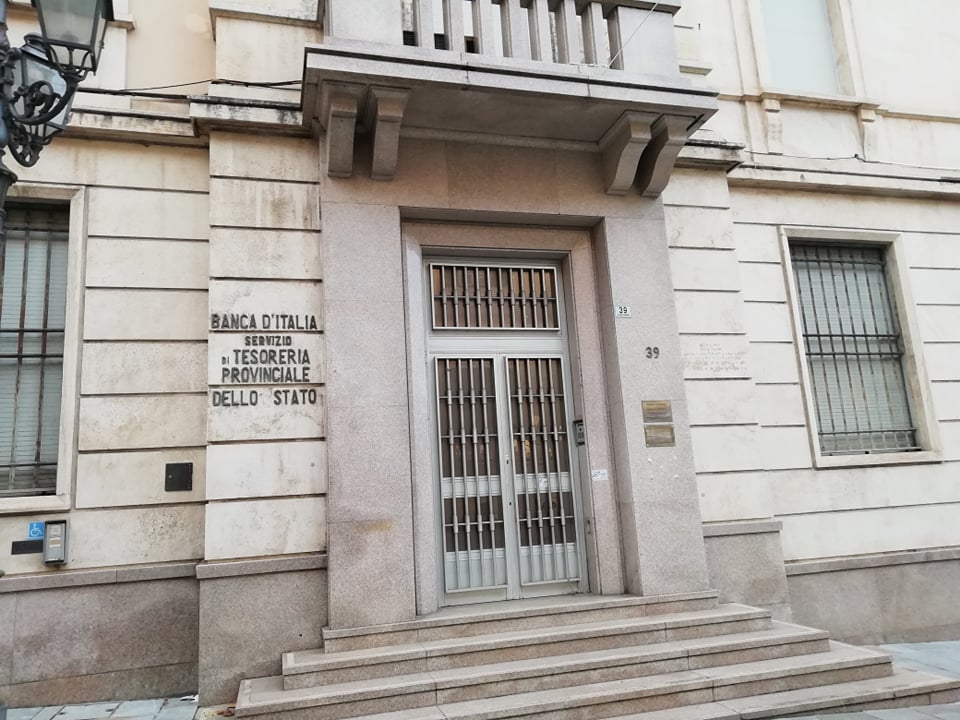 BANCA D'ITALIA
SERVIZIO
DI TESORERIA
PROVINCIALE
DELLO STATO
39
39